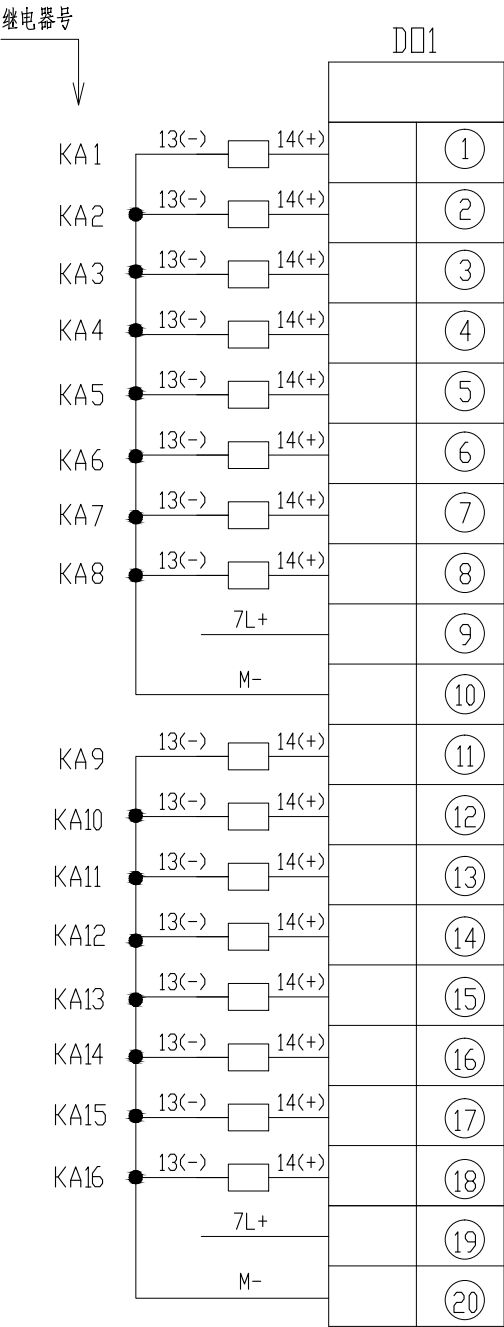 继电器号
DO1
KA1 13(-) 14(+) 1
KA2 13(-) 14(+) 2
KA3 13(-) 14(+) 3
KA4 13(-) 14(+) 4
KA5 13(-) 14(+) 5
KA6 13(-) 14(+) 6
KA7 13(-) 14(+) 7
KA8 13(-) 14(+) 8
7L+ 9
M- 10
KA9 13(-) 14(+) 11
KA10 13(-) 14(+) 12
KA11 13(-) 14(+) 13
KA12 13(-) 14(+) 14
KA13 13(-) 14(+) 15
KA14 13(-) 14(+) 16
KA15 13(-) 14(+) 17
KA16 13(-) 14(+) 18
7L+ 19
M- 20